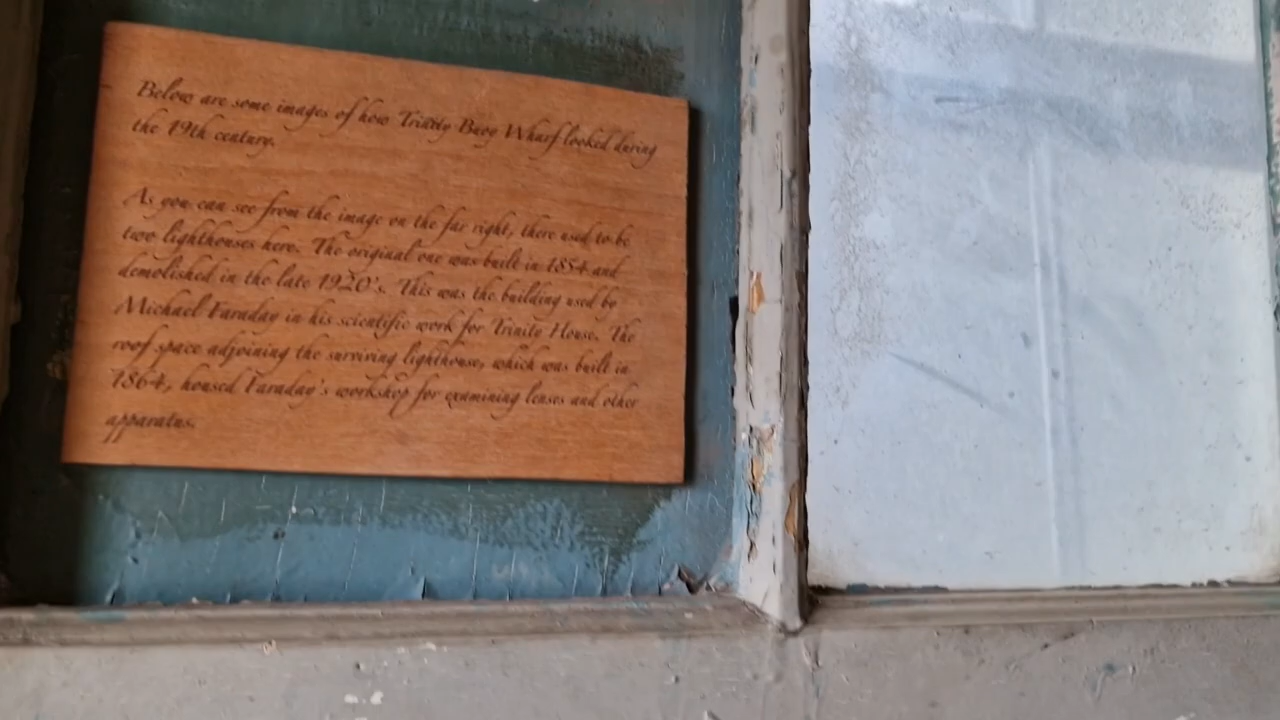 Below are some images of how Trinity Buoy Wharf looked during
the 19th century.
As you can see from the image on the far right, there used to be
two lighthouses here. The original one was built in 1854 and
demolished in the late 1920's. This was the building used by
Michael Faraday in his scientific work for Trinity House. The
roof space adjoining the surviving lighthouse, which was built in
1864, housed Faraday's workshop for examining lenses and other
apparatus.